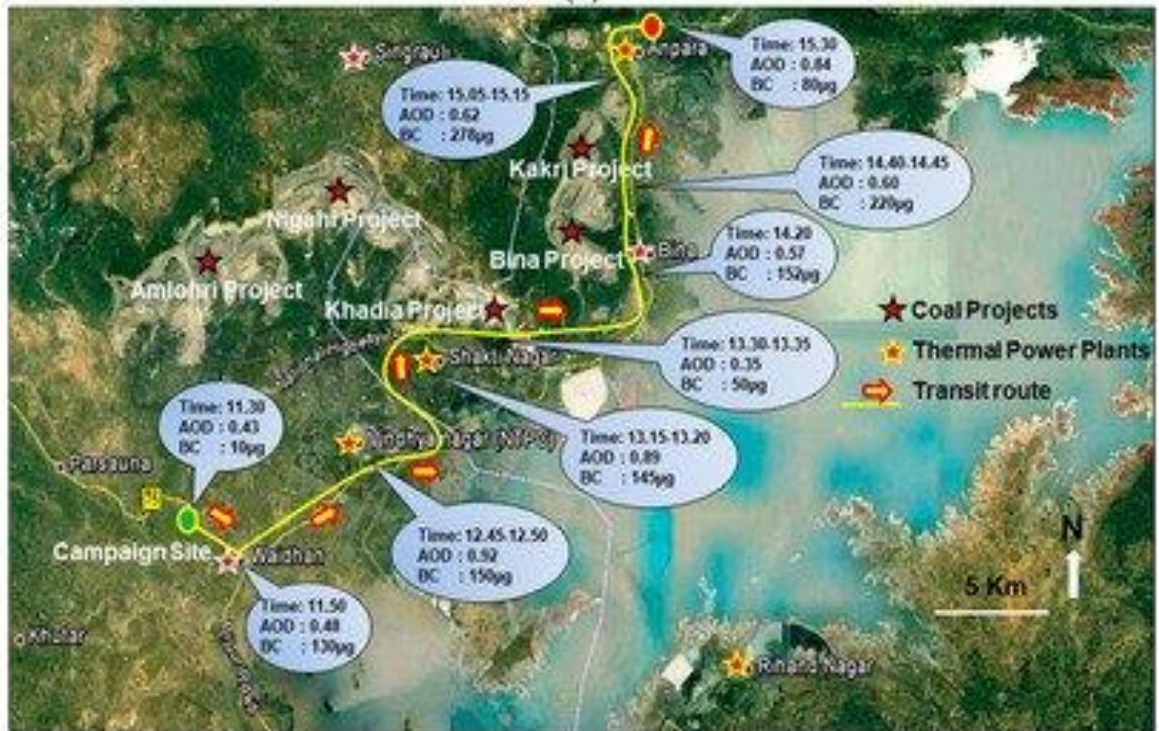 Singrauli
Anpara
Time: 15.30
AOD : 0.84
BC : 80µg
Time: 15.05-15.15
AOD : 0.62
BC : 278µg
Kakri Project
Time: 14.40-14.45
AOD : 0.60
BC : 220µg
Nigahi Project
Time: 14.20
AOD : 0.57
BC : 152µg
Bina Project
Bina
Amlohri Project
Khadia Project
Coal Projects
Thermal Power Plants
Transit route
Time: 13.30-13.35
AOD : 0.35
BC : 50µg
Shakti Nagar
Time: 11.30
AOD : 0.43
BC : 10µg
Vindhya nagar (NTPC)
Time: 13.15-13.20
AOD : 0.89
BC : 145µg
Parsauna
Time: 12.45-12.50
AOD : 0.92
BC : 150µg
Campaign Site
Waidhan
N
5 Km
Time: 11.50
AOD : 0.48
BC : 130µg
Khutar
Rihand Nagar